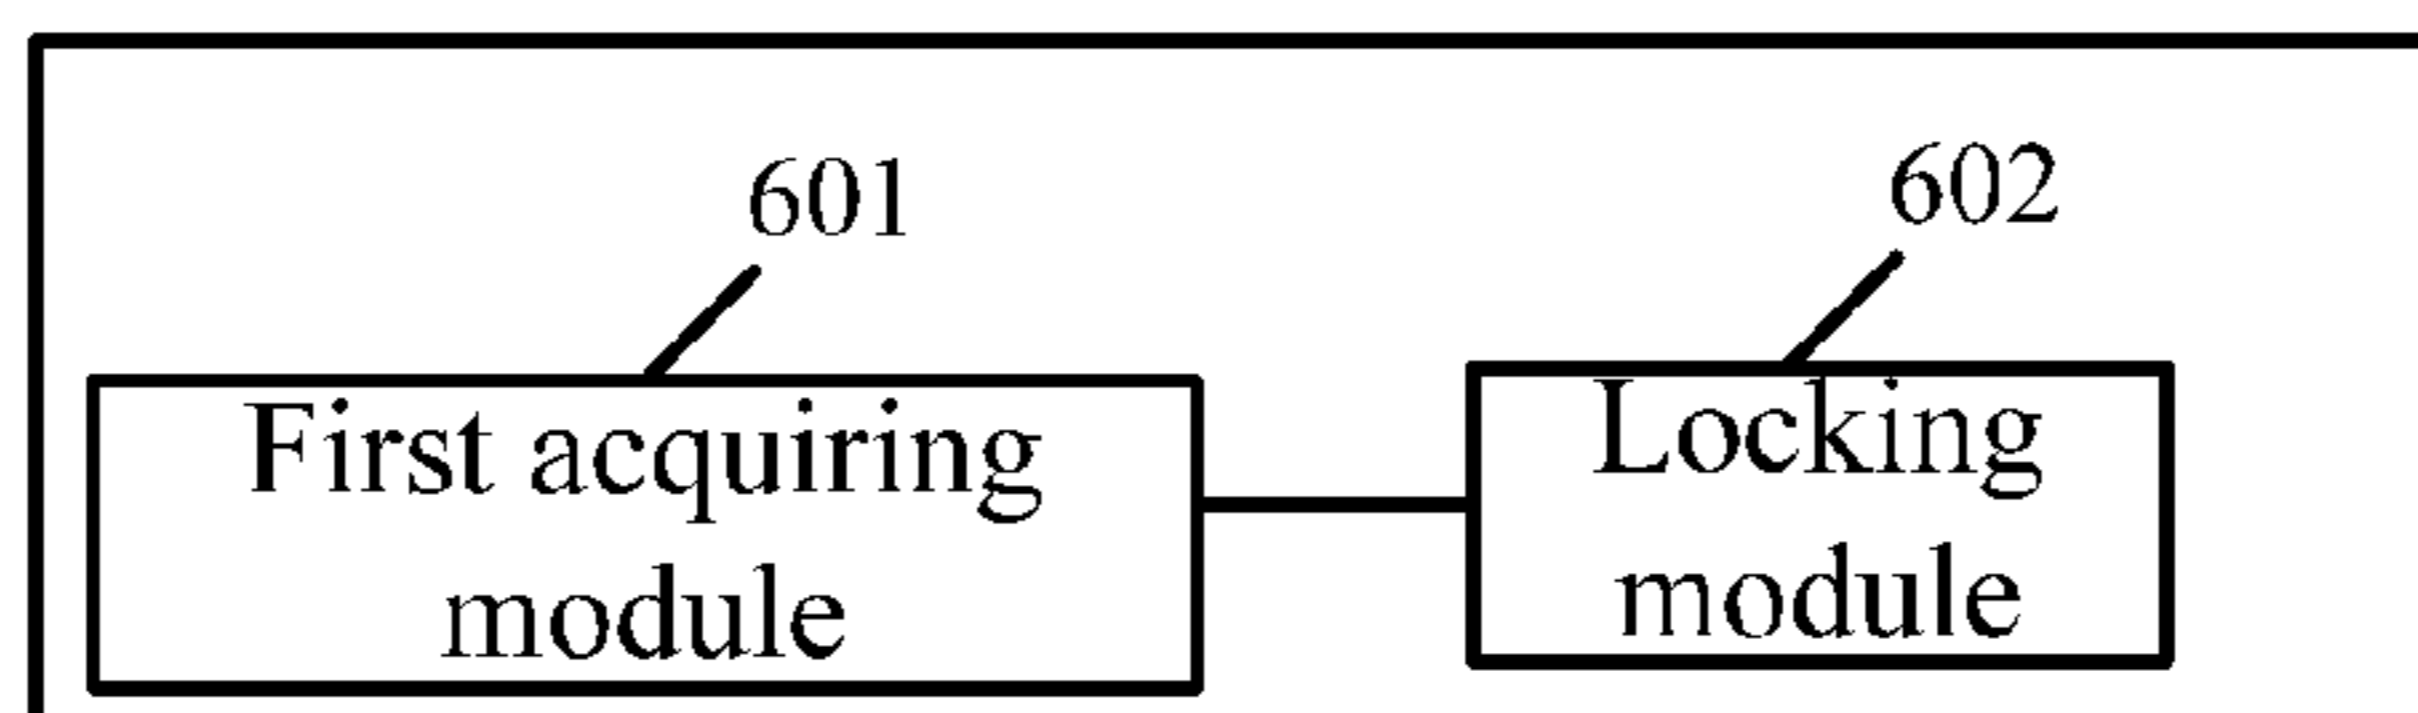 601
602
First acquiring
module
Locking
module